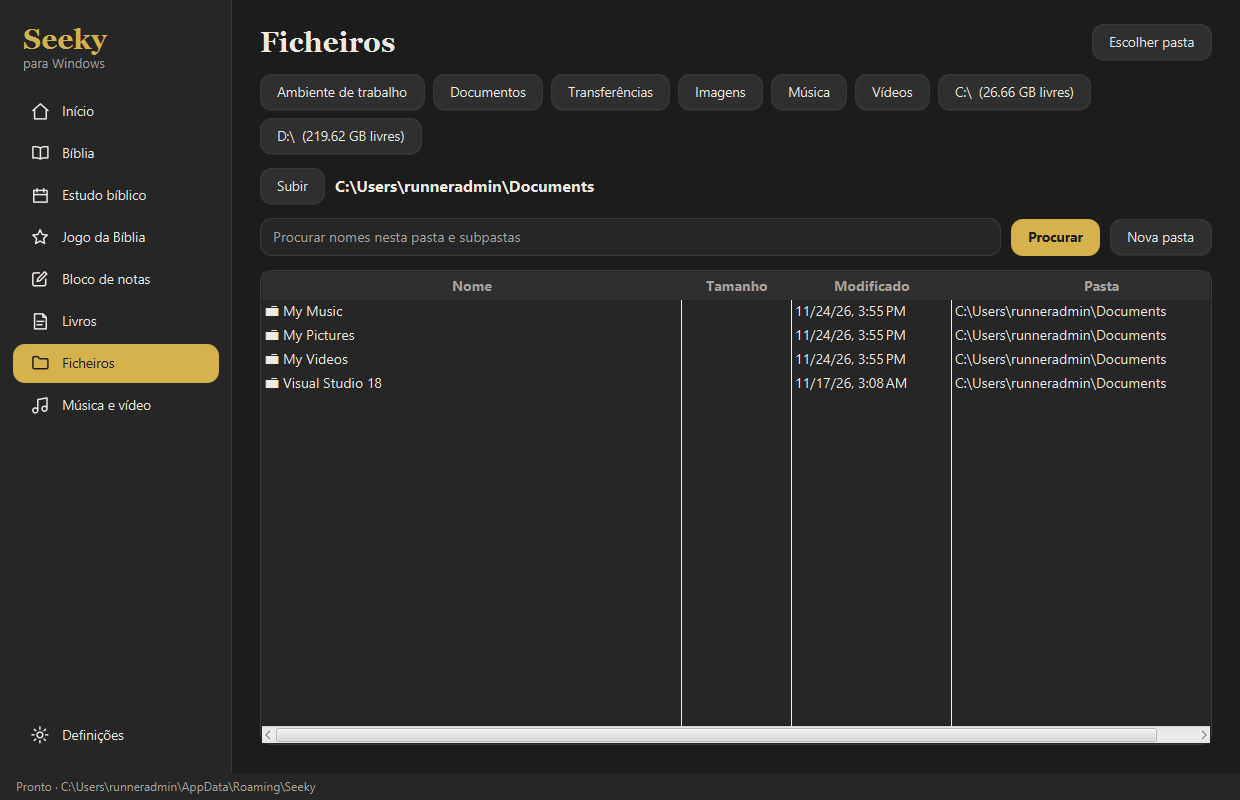 Seeky
para Windows
Início
Bíblia
Estudo bíblico
Jogo da Bíblia
Bloco de notas
Livros
Ficheiros
Música e vídeo
Definições
Ficheiros
Escolher pasta
Ambiente de trabalho Documentos Transferências Imagens Música Vídeos C:\ (26.66 GB livres)
D:\ (219.62 GB livres)
Subir C:\Users\runneradmin\Documents
Procurar nomes nesta pasta e subpastas Procurar Nova pasta
Nome Tamanho Modificado Pasta
My Music 11/24/26, 3:55 PM C:\Users\runneradmin\Documents
My Pictures 11/24/26, 3:55 PM C:\Users\runneradmin\Documents
My Videos 11/24/26, 3:55 PM C:\Users\runneradmin\Documents
Visual Studio 18 11/17/26, 3:08 AM C:\Users\runneradmin\Documents
Pronto · C:\Users\runneradmin\AppData\Roaming\Seeky